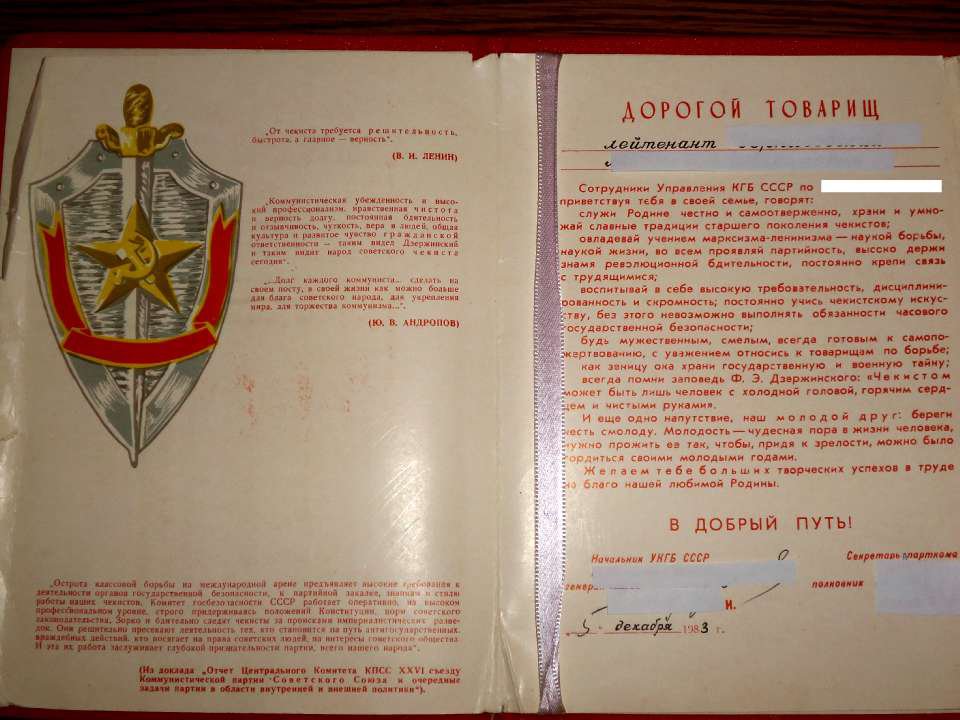 „От чекиста требуется решительность,
быстрота, а главное — верность".
(В. И. ЛЕНИН)
„Коммунистическая убежденность и высо-
кий профессионализм, нравственная чистота
и верность долгу, постоянная бдительность
и отзывчивость, чуткость, вера в людей, общая
культура и развитое чувство гражданской
ответственности — таким видел Дзержинский
и таким видит народ советского чекиста
сегодня".
„...Долг каждого коммуниста... сделать на
своем посту, в своей жизни как можно больше
для блага советского народа, для укрепления
мира, для торжества коммунизма...".
(Ю. В. АНДРОПОВ)
„Острота классовой борьбы на международной арене предъявляет высокие требования к
деятельности органов государственной безопасности, к партийной закалке, знаниям и стилю
работы наших чекистов. Комитет госбезопасности СССР работает оперативно, на высоком
профессиональном уровне, строго придерживаясь положений Конституции, норм советского
законодательства. Зорко и бдительно следят чекисты за происками империалистических разве-
док. Они решительно пресекают деятельность тех, кто становится на путь антигосударственных,
враждебных действий, кто посягает на права советских людей, на интересы советского общества.
И эта их работа заслуживает глубокой признательности партии, всего нашего народа".
(Из доклада „Отчет Центрального Комитета КПСС XXVI съезду
Коммунистической партии Советского Союза и очередные
задачи партии в области внутренней и внешней политики").
ДОРОГОЙ ТОВАРИЩ
лейтенант
Сотрудники Управления КГБ СССР по
приветствуя тебя в своей семье, говорят:
служи Родине честно и самоотверженно, храни и умно-
жай славные традиции старшего поколения чекистов;
овладевай учением марксизма-ленинизма — наукой борьбы,
наукой жизни, во всем проявляй партийность, высоко держи
знамя революционной бдительности, постоянно крепи связь
с трудящимися;
воспитывай в себе высокую требовательность, дисциплини-
рованность и скромность; постоянно учись чекистскому искус-
ству, без этого невозможно выполнять обязанности часового
государственной безопасности;
будь мужественным, смелым, всегда готовым к самопо-
жертвованию, с уважением относись к товарищам по борьбе;
как зеницу ока храни государственную и военную тайну;
всегда помни заповедь Ф. Э. Дзержинского: «Чекистом
может быть лишь человек с холодной головой, горячим серд-
цем и чистыми руками».
И еще одно напутствие, наш молодой друг: береги
честь смолоду. Молодость — чудесная пора в жизни человека,
нужно прожить ее так, чтобы, придя к зрелости, можно было
гордиться своими молодыми годами.
Желаем тебе больших творческих успехов в труде
на благо нашей любимой Родины.
В ДОБРЫЙ ПУТЬ!
Начальник УКГБ СССР
Секретарь парткома
генерал
полковник
И.
5 декабря 1983 г.